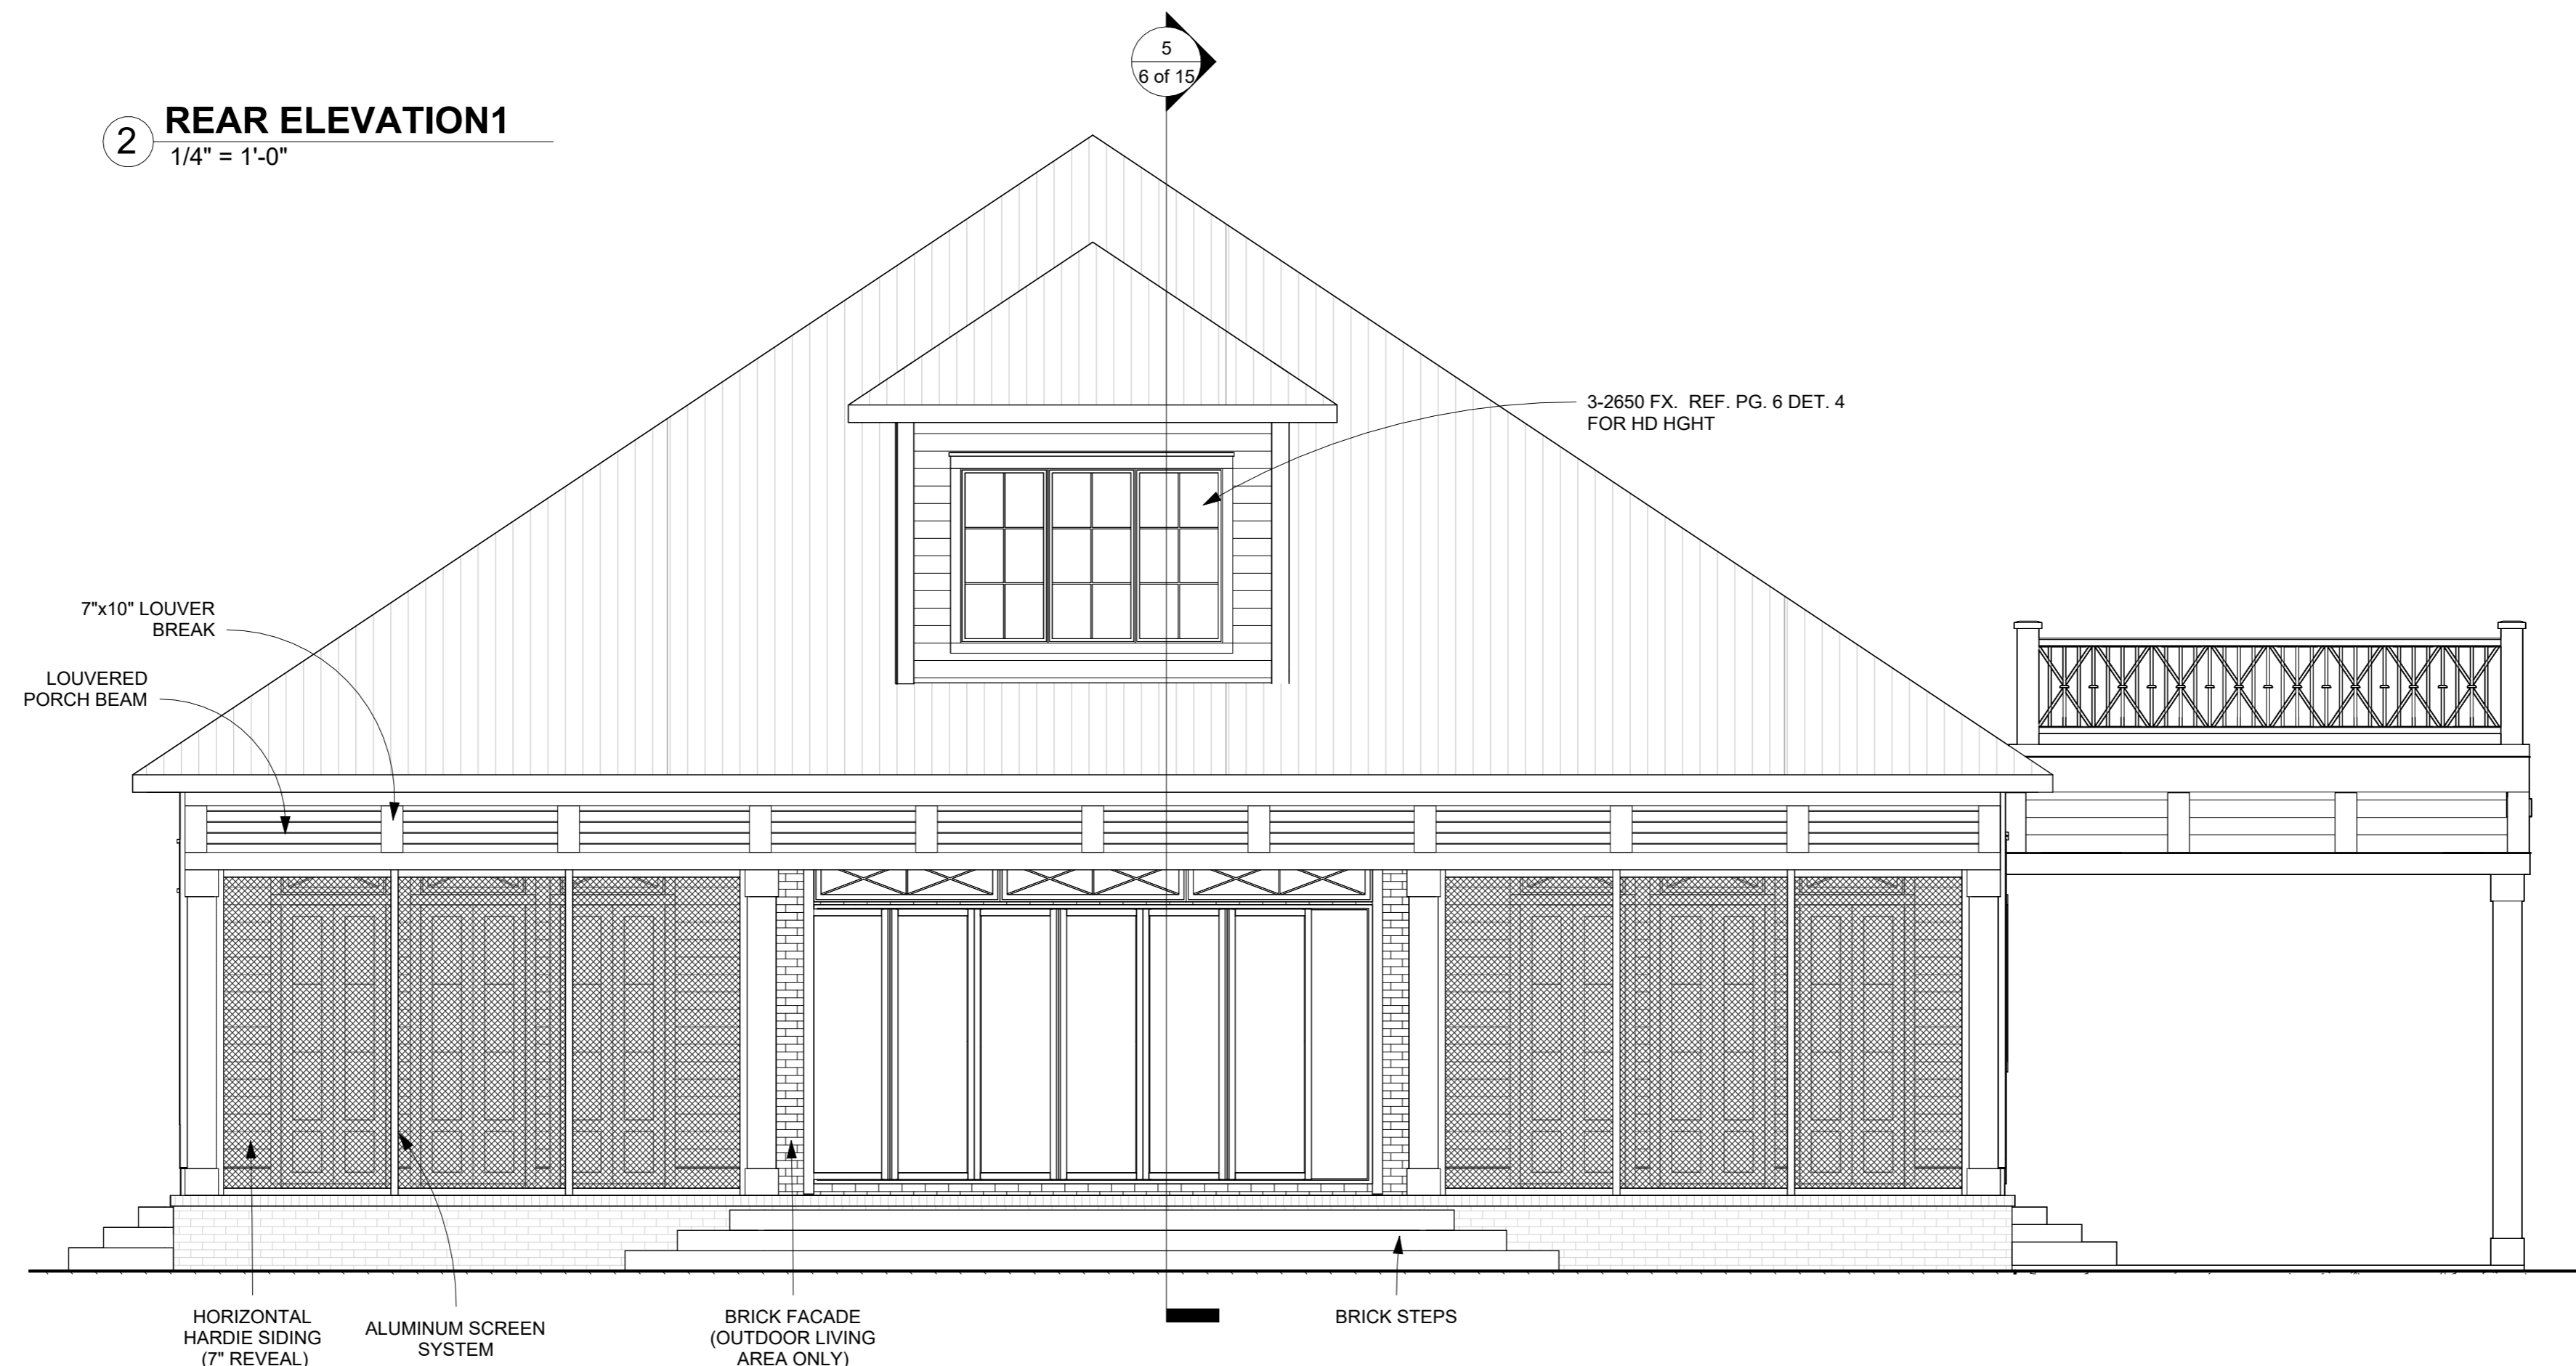 5
6 of 15
2
REAR ELEVATION1
1/4" = 1'-0"
3-2650 FX.  REF. PG. 6 DET. 4
FOR HD HGHT
7"x10" LOUVER
BREAK
LOUVERED
PORCH BEAM
HORIZONTAL
HARDIE SIDING
(7" REVEAL)
ALUMINUM SCREEN
SYSTEM
BRICK FACADE
(OUTDOOR LIVING
AREA ONLY)
BRICK STEPS